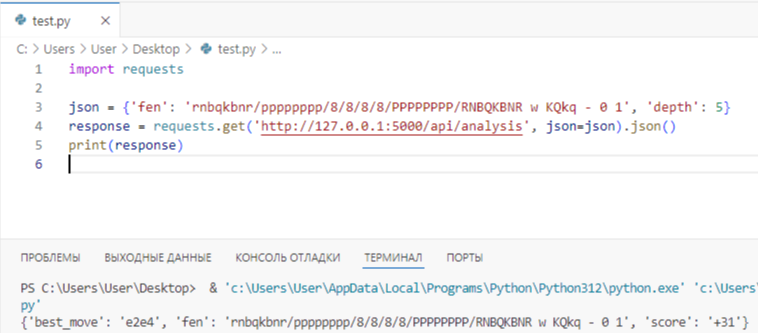 test.py ×
C: > Users > User > Desktop > test.py > ...
1 import requests
2
3 json = {'fen': 'rnbqkbnr/pppppppp/8/8/8/8/PPPPPPPP/RNBQKBNR w KQkq - 0 1', 'depth': 5}
4 response = requests.get('http://127.0.0.1:5000/api/analysis', json=json).json()
5 print(response)
6
ПРОБЛЕМЫ ВЫХОДНЫЕ ДАННЫЕ КОНСОЛЬ ОТЛАДКИ ТЕРМИНАЛ ПОРТЫ
PS C:\Users\User\Desktop> & 'c:\Users\User\AppData\Local\Programs\Python\Python312\python.exe' 'c:\Users\
py'
{'best_move': 'e2e4', 'fen': 'rnbqkbnr/pppppppp/8/8/8/8/PPPPPPPP/RNBQKBNR w KQkq - 0 1', 'score': '+31'}